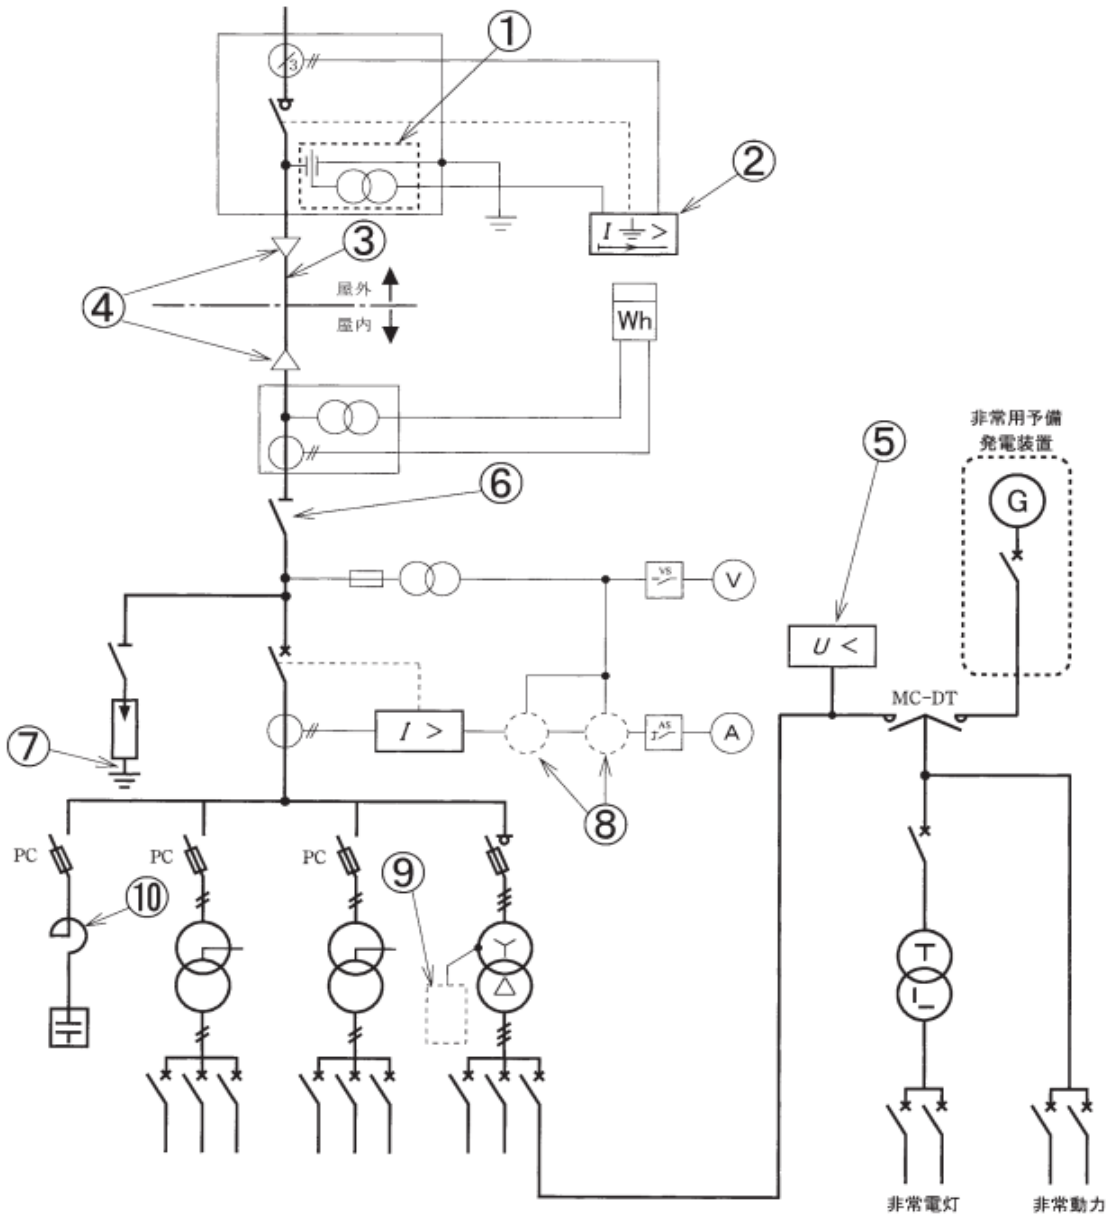 ①
3
②
I >
③
屋外
④
屋内
Wh
非常用予備
発電装置
⑤
G
⑥
VS
V
U <
MC-DT
⑦
I >
AS
A
⑧
PC
PC
PC
⑨
⑩
非常電灯
非常動力